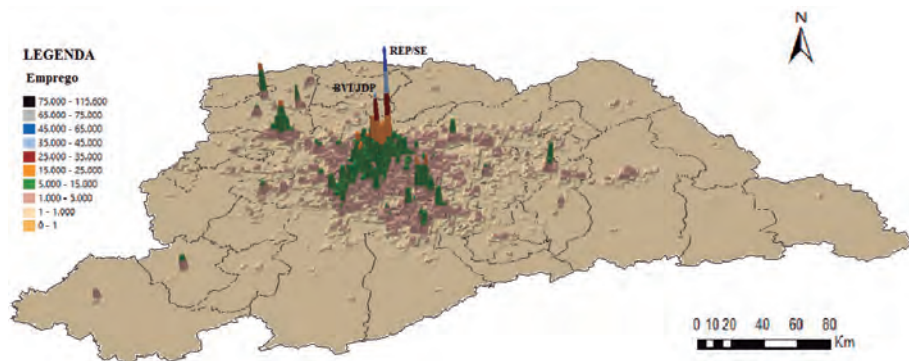 N
REP/SE
LEGENDA
Emprego
BVI/JDP
75.000 - 115.000
65.000 - 75.000
45.000 - 65.000
35.000 - 45.000
25.000 - 35.000
15.000 - 25.000
5.000 - 15.000
1.000 - 5.000
1 - 1.000
0 - 1
0 10 20 40 60 80
Km